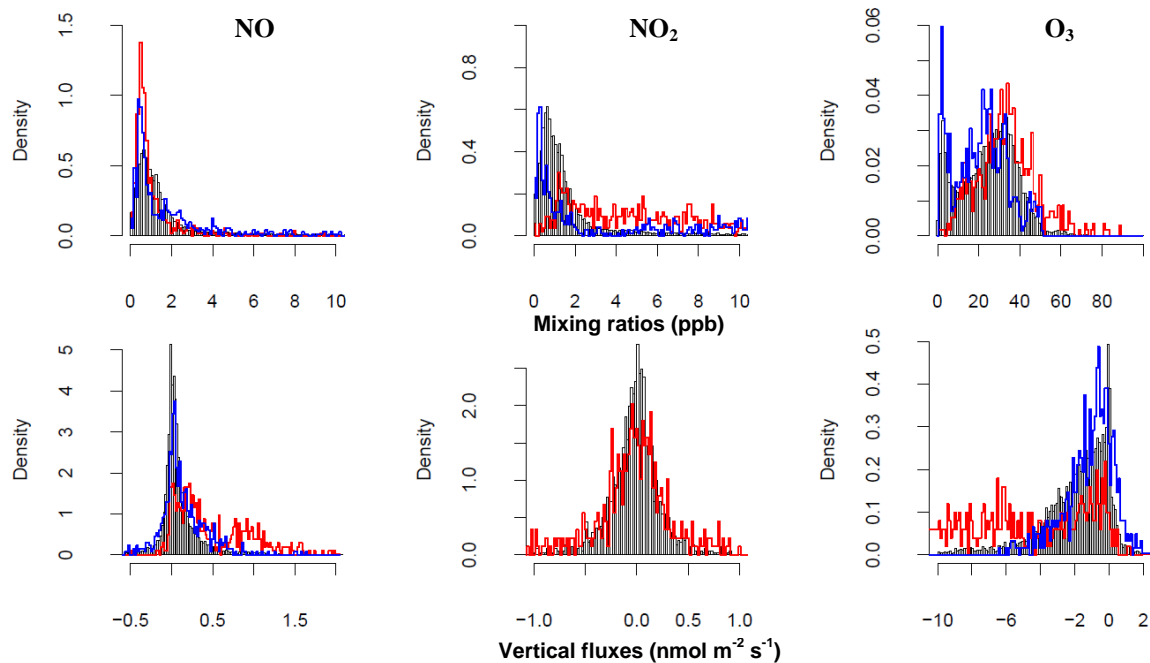 NO NO₂ O₃
Density 0.0 0.5 1.0 1.5
0 2 4 6 8 10
Density 0.0 0.4 0.8
0 2 4 6 8 10
Density 0.00 0.02 0.04 0.06
0 20 40 60 80
Mixing ratios (ppb)
Density 0 1 2 3 4 5
−0.5 0.5 1.5
Density 0.0 1.0 2.0
−1.0 −0.5 0.0 0.5 1.0
Density 0.0 0.1 0.2 0.3 0.4 0.5
−10 −6 −2 0 2
Vertical fluxes (nmol m⁻² s⁻¹)